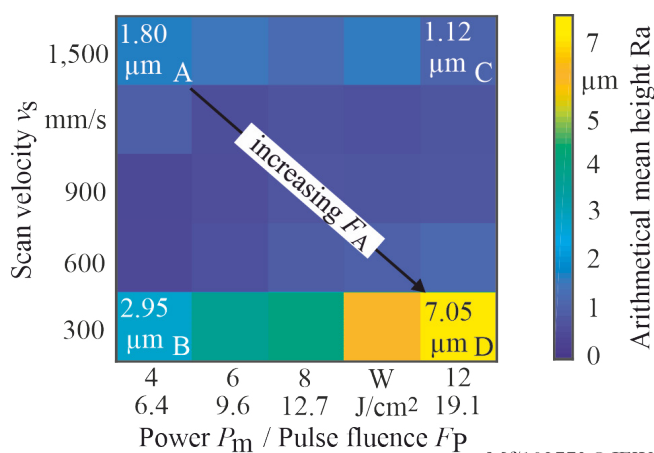 1.80
µm A
1.12
µm C
1,500
mm/s
900
600
300
Scan velocity vs
increasing FA
2.95
µm B
7.05
µm D
4 6 8 W 12
6.4 9.6 12.7 J/cm² 19.1
Power Pm / Pulse fluence FP
7
µm
5
4
3
2
1
0
Arithmetical mean height Ra